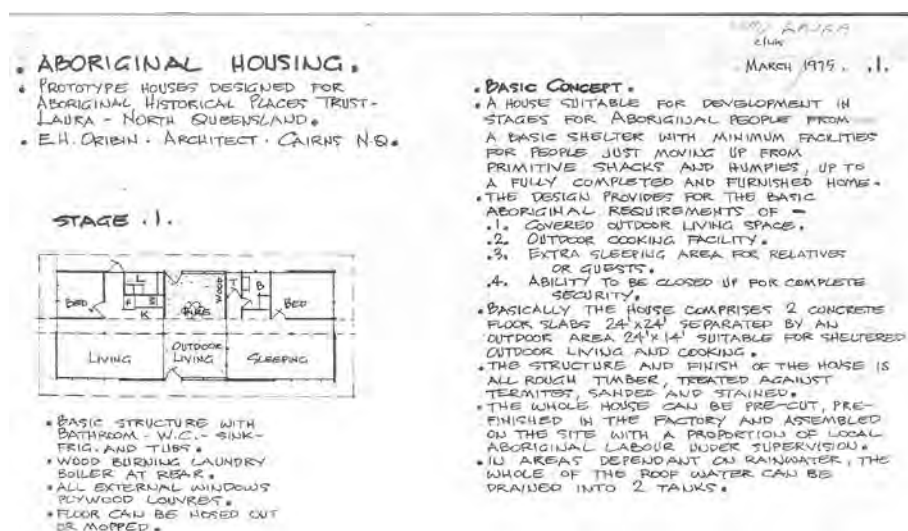 . ABORIGINAL HOUSING.
• PROTOTYPE HOUSES DESIGNED FOR
ABORIGINAL HISTORICAL PLACES TRUST-
LAURA - NORTH QUEENSLAND.
• E.H. ORIBIN. ARCHITECT. CAIRNS N.Q.
STAGE .1.
BED
L
F
S
K
WOOD
FIRE
T
B
BED
LIVING
OUTDOOR
LIVING
SLEEPING
• BASIC STRUCTURE WITH
BATHROOM - W.C. - SINK-
FRIG. AND TUBS.
• WOOD BURNING LAUNDRY
BOILER AT REAR.
• ALL EXTERNAL WINDOWS
PLYWOOD LOUVRES.
• FLOOR CAN BE HOSED OUT
OR MOPPED.
LAURA
MARCH 1975. .1.
• BASIC CONCEPT.
• A HOUSE SUITABLE FOR DEVELOPMENT IN
STAGES FOR ABORIGINAL PEOPLE FROM
A BASIC SHELTER WITH MINIMUM FACILITIES
FOR PEOPLE JUST MOVING UP FROM
PRIMITIVE SHACKS AND HUMPIES, UP TO
A FULLY COMPLETED AND FURNISHED HOME.
• THE DESIGN PROVIDES FOR THE BASIC
ABORIGINAL REQUIREMENTS OF -
.1. COVERED OUTDOOR LIVING SPACE.
.2. OUTDOOR COOKING FACILITY.
.3. EXTRA SLEEPING AREA FOR RELATIVES
OR GUESTS.
.4. ABILITY TO BE CLOSED UP FOR COMPLETE
SECURITY.
• BASICALLY THE HOUSE COMPRISES 2 CONCRETE
FLOOR SLABS 24'x24' SEPARATED BY AN
OUTDOOR AREA 24'x14' SUITABLE FOR SHELTERED
OUTDOOR LIVING AND COOKING.
• THE STRUCTURE AND FINISH OF THE HOUSE IS
ALL ROUGH TIMBER, TREATED AGAINST
TERMITES, SANDED AND STAINED.
• THE WHOLE HOUSE CAN BE PRE-CUT, PRE-
FINISHED IN THE FACTORY AND ASSEMBLED
ON THE SITE WITH A PROPORTION OF LOCAL
ABORIGINAL LABOUR UNDER SUPERVISION.
• IN AREAS DEPENDANT ON RAINWATER, THE
WHOLE OF THE ROOF WATER CAN BE
DRAINED INTO 2 TANKS.